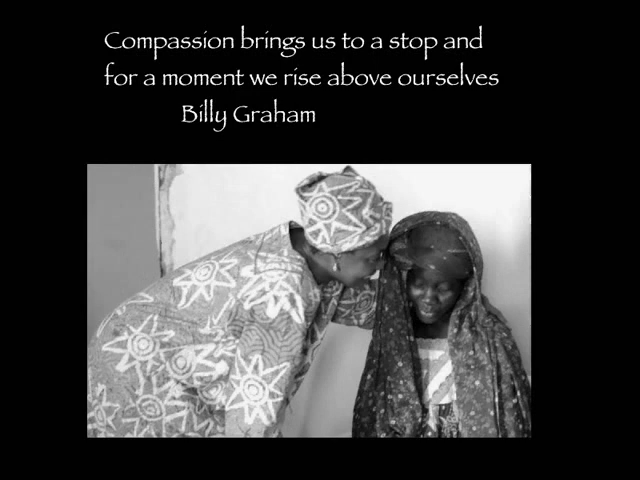 Compassion brings us to a stop and
for a moment we rise above ourselves
Billy Graham